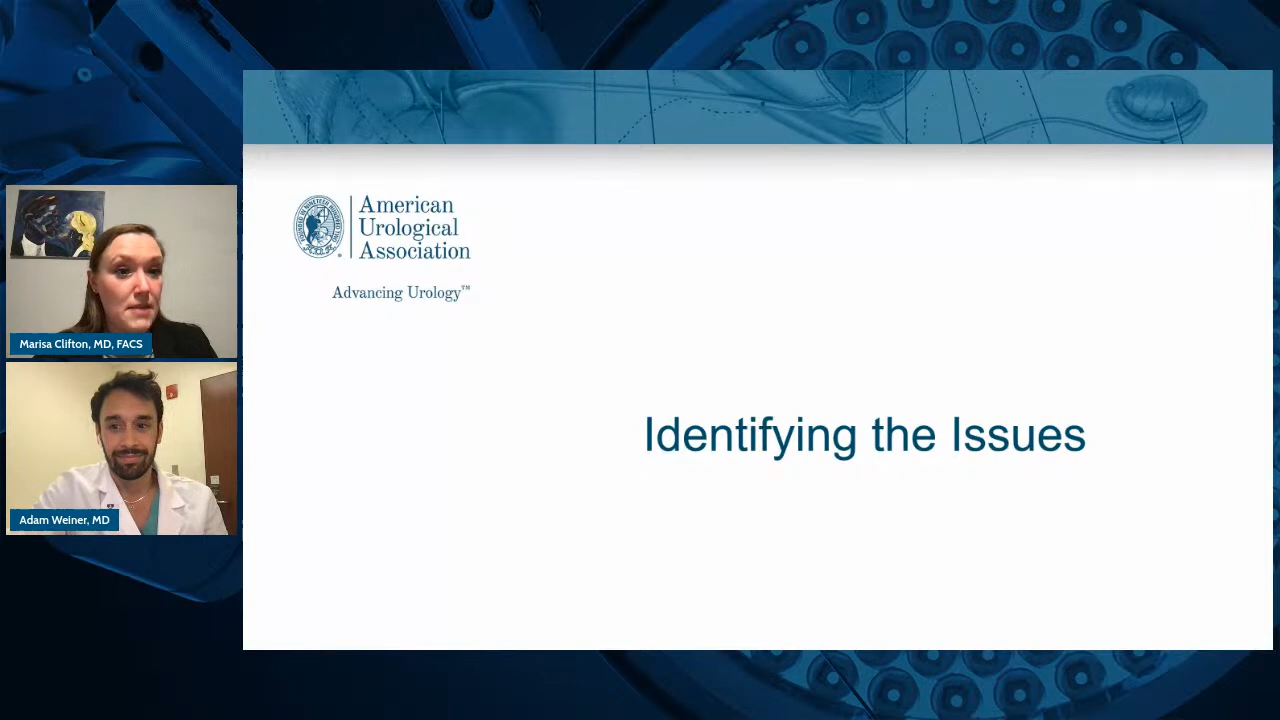 American
Urological
Association
Advancing Urology™
Identifying the Issues
Marisa Clifton, MD, FACS
Adam Weiner, MD